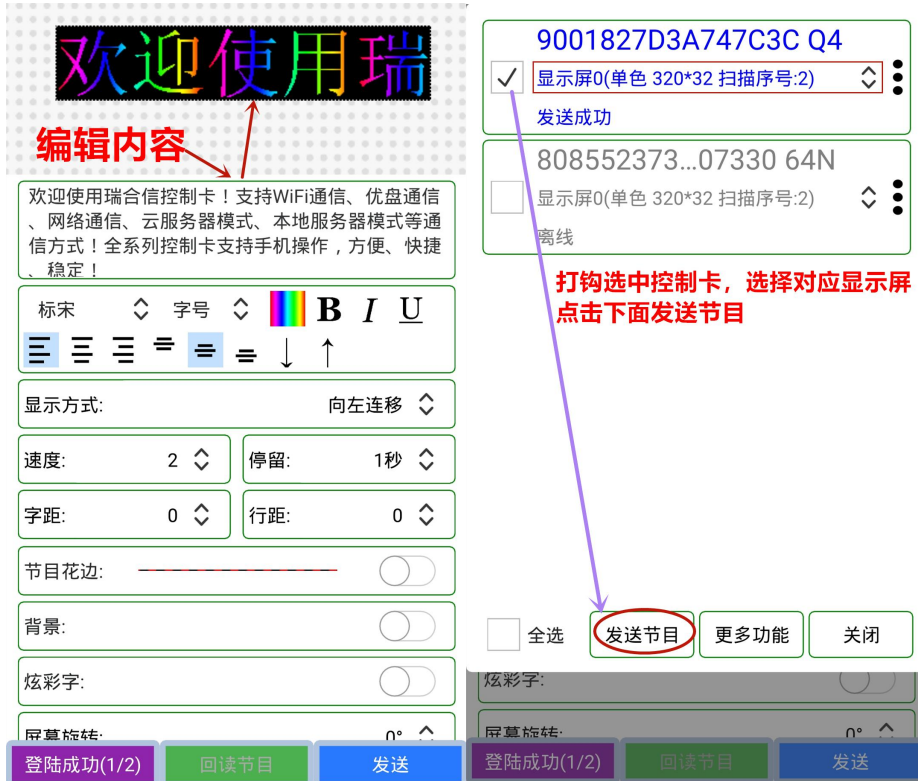 欢迎使用瑞
编辑内容
欢迎使用瑞合信控制卡！支持WiFi通信、优盘通信
、网络通信、云服务器模式、本地服务器模式等通
信方式！全系列控制卡支持手机操作，方便、快捷
、稳定！
标宋 字号 B I U
显示方式: 向左连移
速度: 2 停留: 1秒
字距: 0 行距: 0
节目花边:
背景:
炫彩字:
屏幕旋转: 0°
登陆成功(1/2) 回读节目 发送
9001827D3A747C3C Q4
显示屏0(单色 320*32 扫描序号:2)
发送成功
808552373...07330 64N
显示屏0(单色 320*32 扫描序号:2)
离线
打钩选中控制卡，选择对应显示屏
点击下面发送节目
全选 发送节目 更多功能 关闭
炫彩字:
屏幕旋转: 0°
登陆成功(1/2) 回读节目 发送